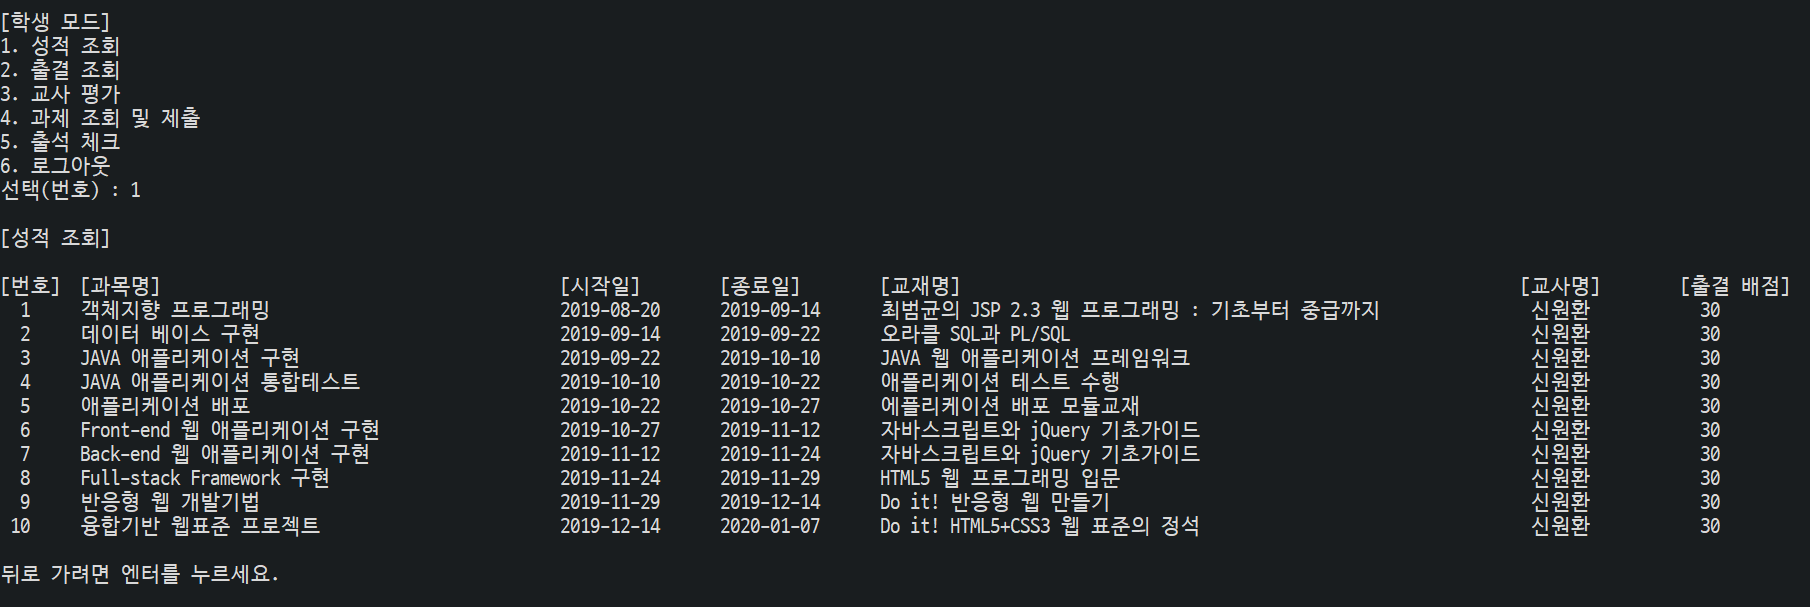 [학생 모드]
1. 성적 조회
2. 출결 조회
3. 교사 평가
4. 과제 조회 및 제출
5. 출석 체크
6. 로그아웃
선택(번호) : 1
[성적 조회]
[번호] [과목명] [시작일] [종료일] [교재명] [교사명] [출결 배점]
1 객체지향 프로그래밍 2019-08-20 2019-09-14 최범균의 JSP 2.3 웹 프로그래밍 : 기초부터 중급까지 신원환 30
2 데이터 베이스 구현 2019-09-14 2019-09-22 오라클 SQL과 PL/SQL 신원환 30
3 JAVA 애플리케이션 구현 2019-09-22 2019-10-10 JAVA 웹 애플리케이션 프레임워크 신원환 30
4 JAVA 애플리케이션 통합테스트 2019-10-10 2019-10-22 애플리케이션 테스트 수행 신원환 30
5 애플리케이션 배포 2019-10-22 2019-10-27 에플리케이션 배포 모듈교재 신원환 30
6 Front-end 웹 애플리케이션 구현 2019-10-27 2019-11-12 자바스크립트와 jQuery 기초가이드 신원환 30
7 Back-end 웹 애플리케이션 구현 2019-11-12 2019-11-24 자바스크립트와 jQuery 기초가이드 신원환 30
8 Full-stack Framework 구현 2019-11-24 2019-11-29 HTML5 웹 프로그래밍 입문 신원환 30
9 반응형 웹 개발기법 2019-11-29 2019-12-14 Do it! 반응형 웹 만들기 신원환 30
10 융합기반 웹표준 프로젝트 2019-12-14 2020-01-07 Do it! HTML5+CSS3 웹 표준의 정석 신원환 30
뒤로 가려면 엔터를 누르세요.